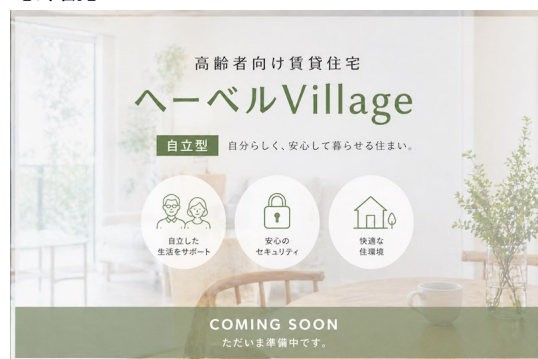 高齢者向け賃貸住宅
ヘーベルVillage
自立型 自分らしく、安心して暮らせる住まい。
自立した
生活をサポート
安心の
セキュリティ
快適な
住環境
COMING SOON
ただいま準備中です。